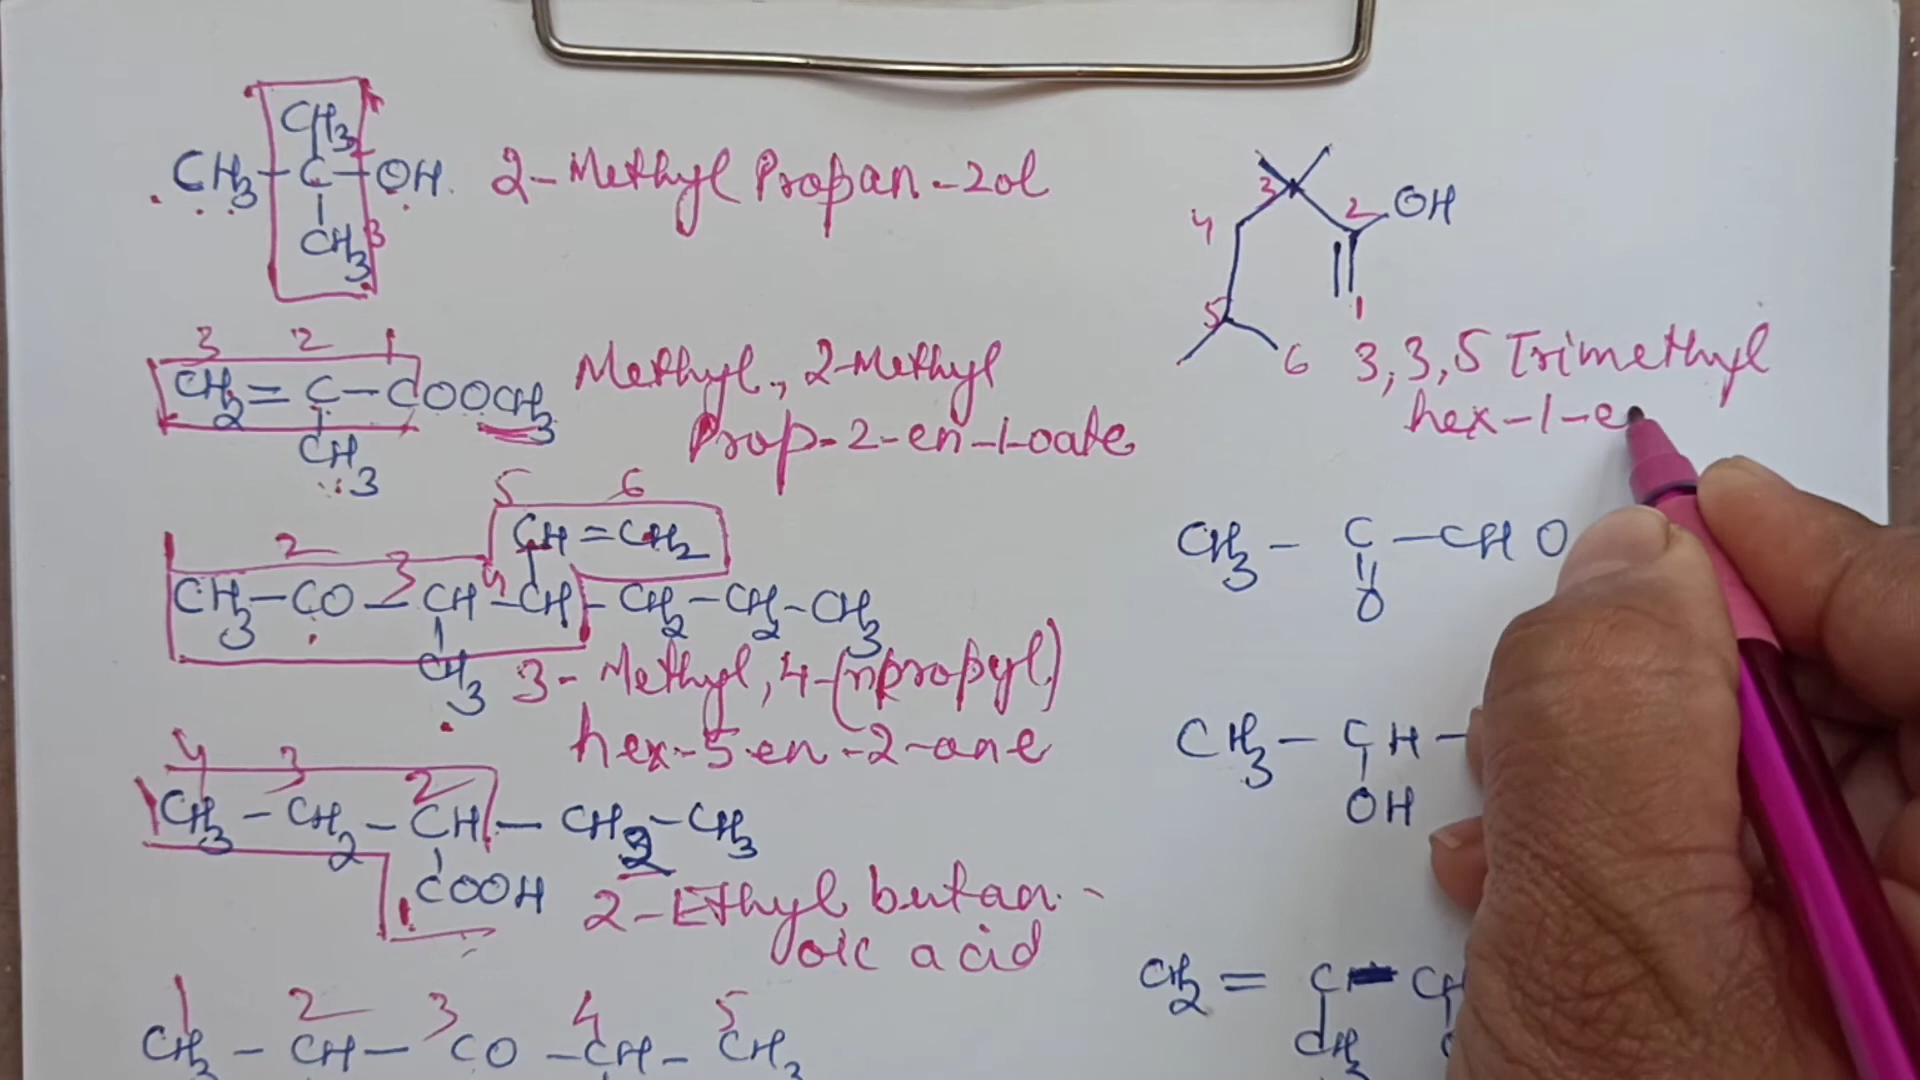 CH3
CH3-C-OH 2-Methyl Propan-2ol
CH3 3
3 2 1
CH2=C-COOCH3 Methyl, 2-Methyl
CH3 Prop-2-en-1-oate
5 6
CH=CH2
2 3 4
CH3-CO-CH-CH-CH2-CH2-CH3
CH3 3-Methyl, 4-(npropyl)
hex-5-en-2-one
4 3 2
CH3-CH2-CH-CH2-CH3
1 COOH 2-Ethyl butan-
oic acid
1 2 3 4 5
CH3-CH-CO-CH-CH3
3 2 OH
4
5 1
6 3,3,5 Trimethyl
hex-1-e
CH3-C-CHO
O
CH3-CH-
OH
CH2=C-
CH3